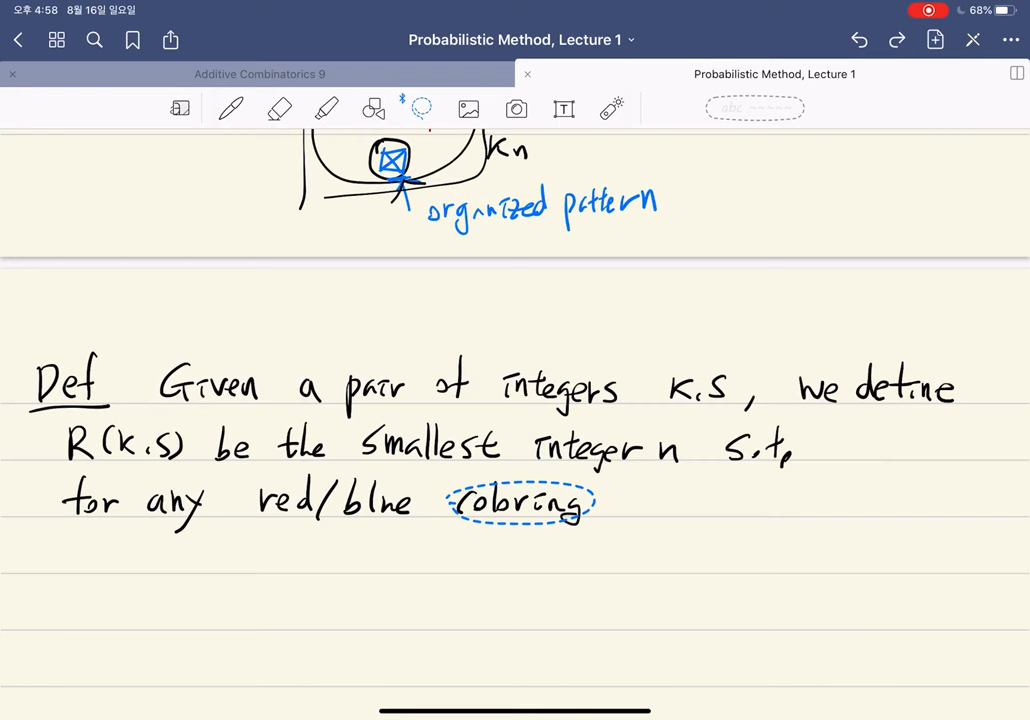 오후 4:58 8월 16일 일요일 68%
Probabilistic Method, Lecture 1
Additive Combinatorics 9
Probabilistic Method, Lecture 1
abc
Kn
organized pattern
Def Given a pair of integers k, s, we define
R(k, s) be the smallest integer n s.t.
for any red/blue coloring